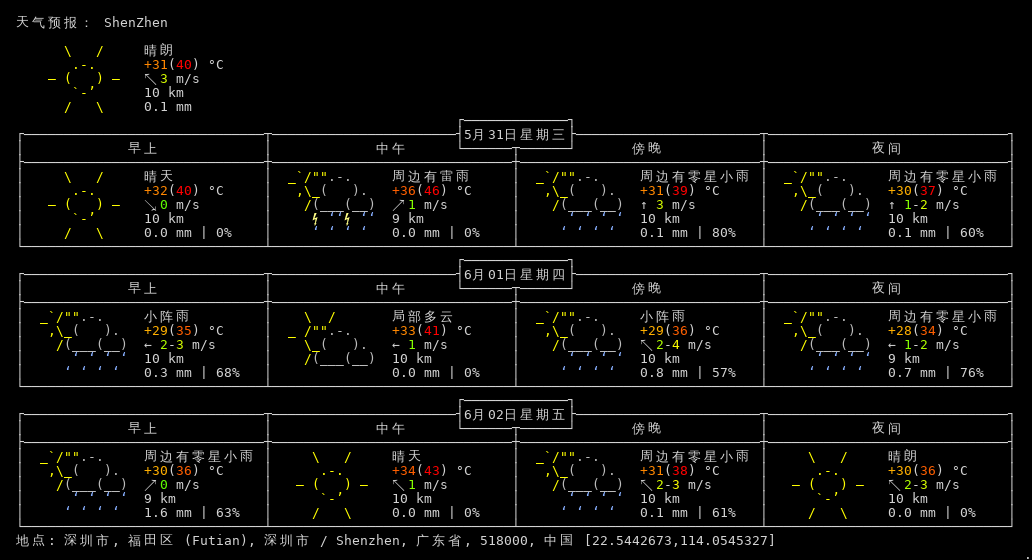 天气预报： ShenZhen
晴朗
+31(40) °C
↖3 m/s
10 km
0.1 mm
5月31日星期三
早上 中午 傍晚 夜间
晴天 周边有雷雨 周边有零星小雨 周边有零星小雨
+32(40) °C +36(46) °C +31(39) °C +30(37) °C
↘0 m/s ↗1 m/s ↑ 3 m/s ↑ 1-2 m/s
10 km 9 km 10 km 10 km
0.0 mm | 0% 0.0 mm | 0% 0.1 mm | 80% 0.1 mm | 60%
6月01日星期四
早上 中午 傍晚 夜间
小阵雨 局部多云 小阵雨 周边有零星小雨
+29(35) °C +33(41) °C +29(36) °C +28(34) °C
← 2-3 m/s ← 1 m/s ↖2-4 m/s ← 1-2 m/s
10 km 10 km 10 km 9 km
0.3 mm | 68% 0.0 mm | 0% 0.8 mm | 57% 0.7 mm | 76%
6月02日星期五
早上 中午 傍晚 夜间
周边有零星小雨 晴天 周边有零星小雨 晴朗
+30(36) °C +34(43) °C +31(38) °C +30(36) °C
↗0 m/s ↖1 m/s ↖2-3 m/s ↖2-3 m/s
9 km 10 km 10 km 10 km
1.6 mm | 63% 0.0 mm | 0% 0.1 mm | 61% 0.0 mm | 0%
地点: 深圳市, 福田区 (Futian), 深圳市 / Shenzhen, 广东省, 518000, 中国 [22.5442673,114.0545327]